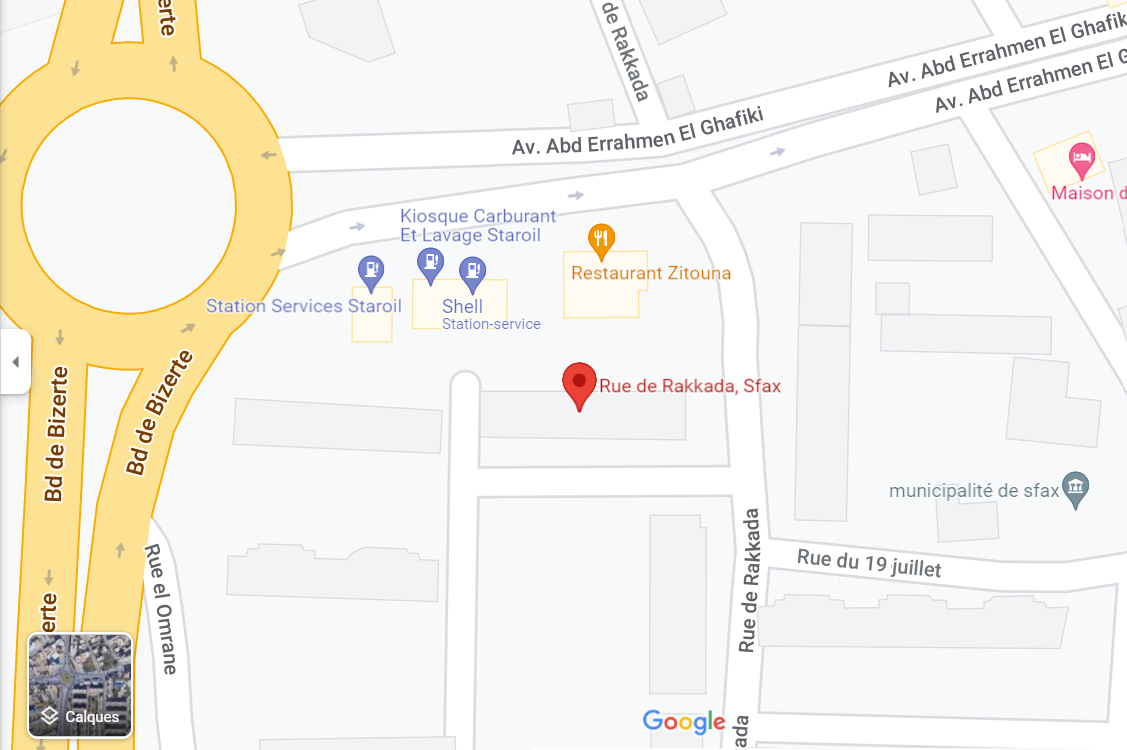 erte
de Rakkada
Av. Abd Errahmen El Ghafik
Av. Abd Errahmen El G
Av. Abd Errahmen El Ghafiki
Maison d
Kiosque Carburant
Et Lavage Staroil
Restaurant Zitouna
Station Services Staroil
Shell
Station-service
Rue de Rakkada, Sfax
Bd de Bizerte
Bd de Bizerte
municipalité de sfax
Rue de Rakkada
Rue du 19 juillet
Rue el Omrane
erte
Calques
Google
ada